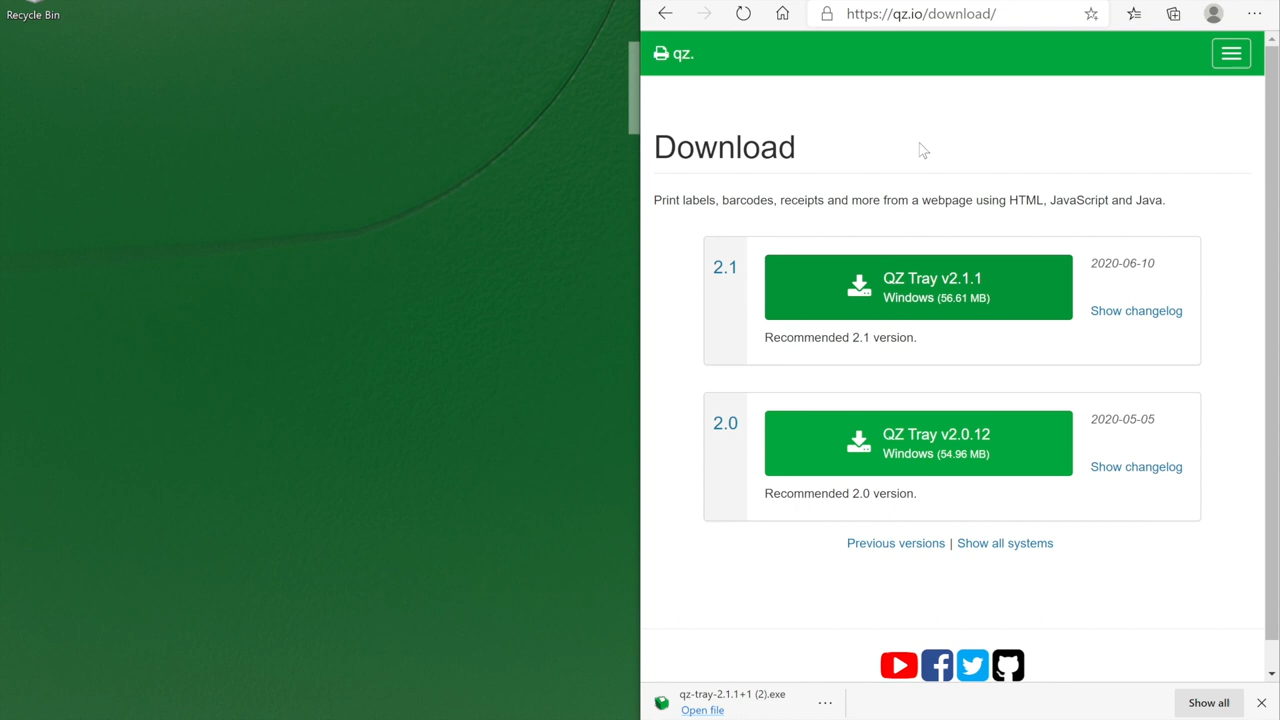 Recycle Bin
https://qz.io/download/
qz.
Download
Print labels, barcodes, receipts and more from a webpage using HTML, JavaScript and Java.
2.1
QZ Tray v2.1.1
Windows (56.61 MB)
2020-06-10
Show changelog
Recommended 2.1 version.
2.0
QZ Tray v2.0.12
Windows (54.96 MB)
2020-05-05
Show changelog
Recommended 2.0 version.
Previous versions | Show all systems
qz-tray-2.1.1+1 (2).exe
Open file
Show all